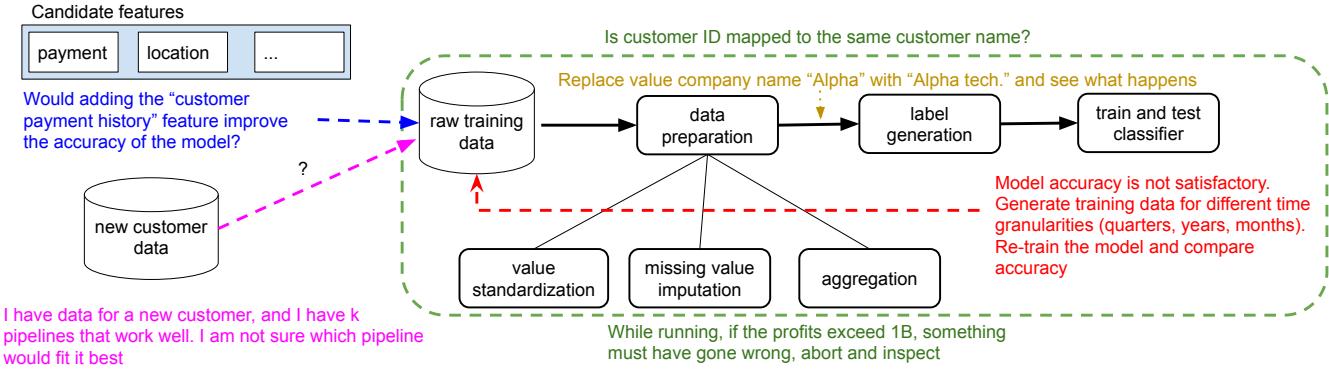 Candidate features
payment
location
...
Is customer ID mapped to the same customer name?
Replace value company name “Alpha” with “Alpha tech.” and see what happens
Would adding the “customer
payment history” feature improve
the accuracy of the model?
raw training
data
data
preparation
label
generation
train and test
classifier
?
new customer
data
Model accuracy is not satisfactory.
Generate training data for different time
granularities (quarters, years, months).
Re-train the model and compare
accuracy
value
standardization
missing value
imputation
aggregation
I have data for a new customer, and I have k
pipelines that work well. I am not sure which pipeline
would fit it best
While running, if the profits exceed 1B, something
must have gone wrong, abort and inspect